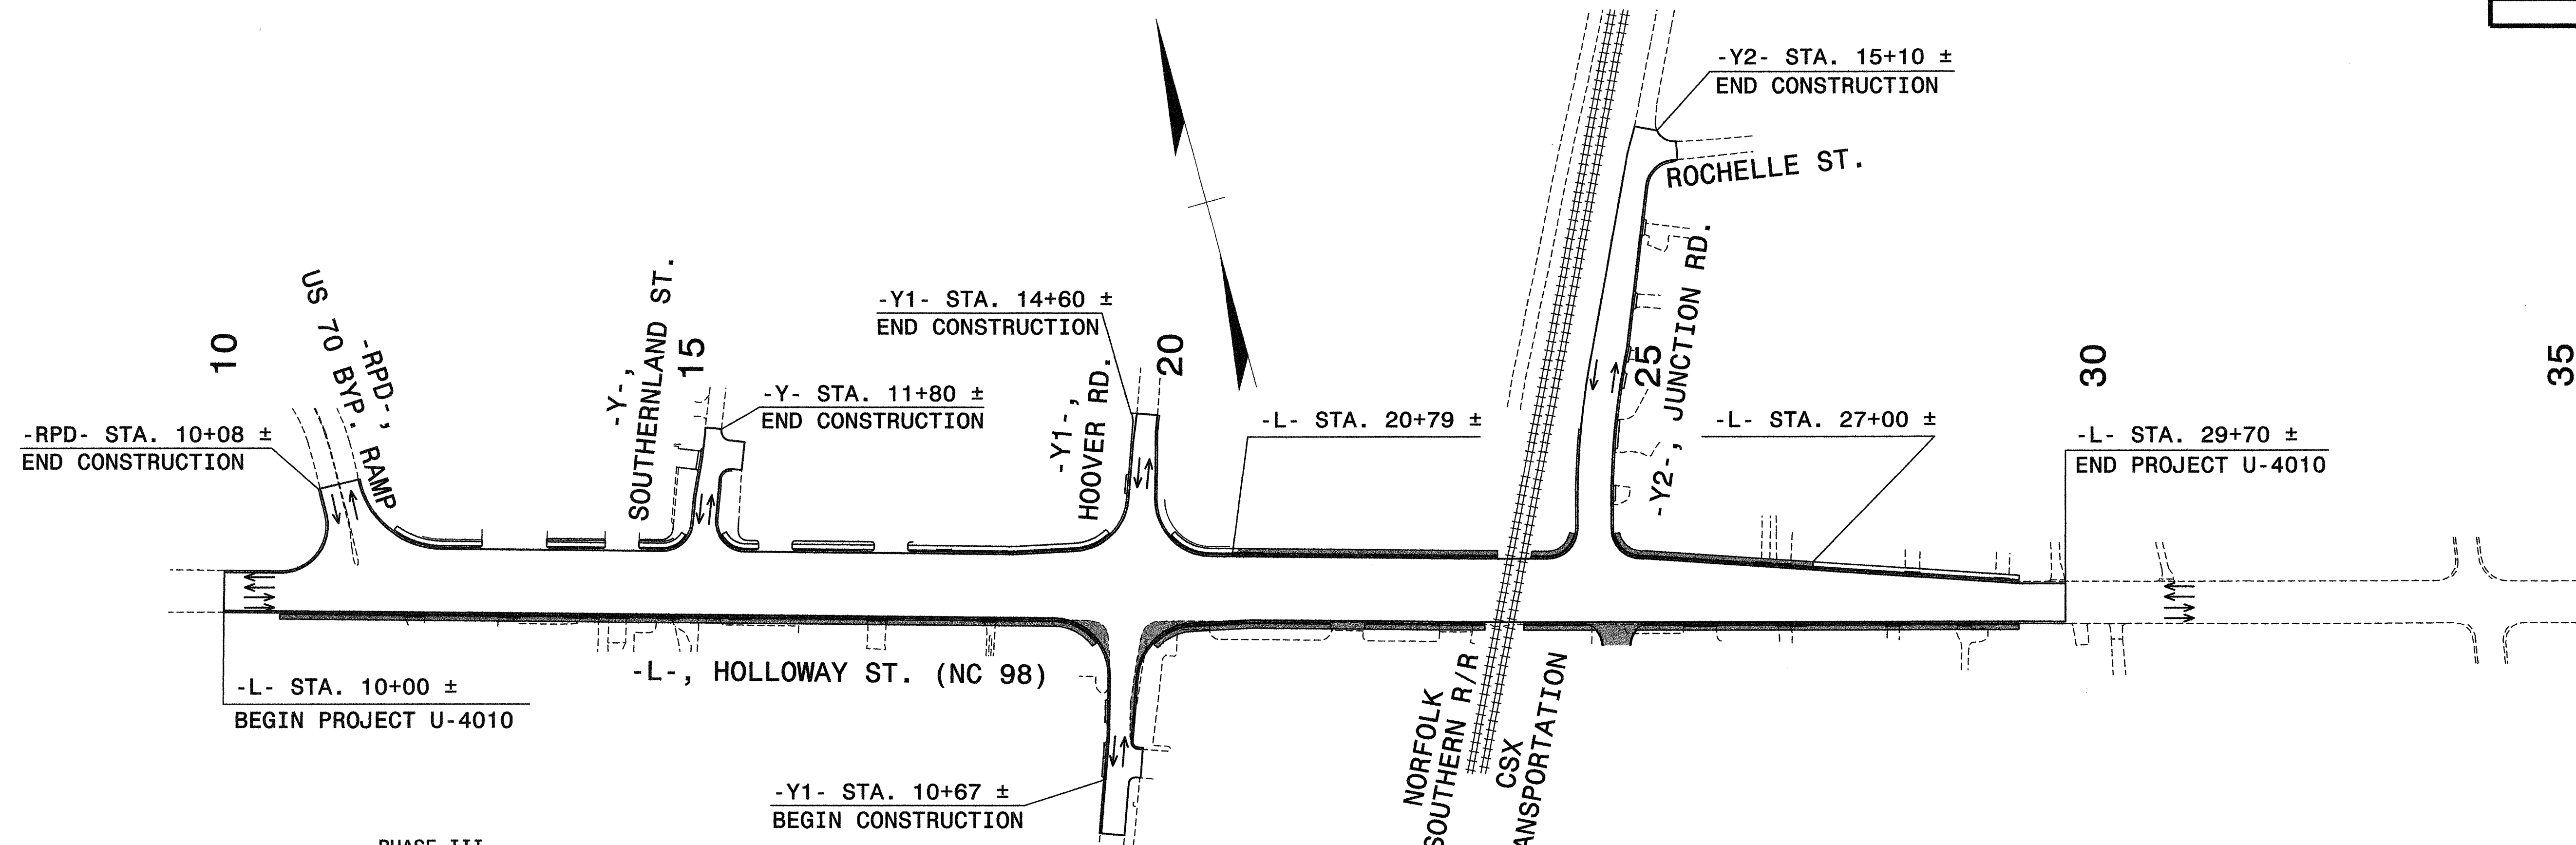 -Y2- STA. 15+10 ±
END CONSTRUCTION
ROCHELLE ST.
-Y2-, JUNCTION RD.
US 70 BYP. RAMP
-RPD-,
10
-Y-,
SOUTHERNLAND ST.
15
-Y1- STA. 14+60 ±
END CONSTRUCTION
-Y1-,
HOOVER RD.
20
25
30
35
-Y- STA. 11+80 ±
END CONSTRUCTION
-L- STA. 20+79 ±
-L- STA. 27+00 ±
-RPD- STA. 10+08 ±
END CONSTRUCTION
-L- STA. 29+70 ±
END PROJECT U-4010
-L-, HOLLOWAY ST. (NC 98)
-L- STA. 10+00 ±
BEGIN PROJECT U-4010
NORFOLK
SOUTHERN R/R
CSX
ANSPORTATION
-Y1- STA. 10+67 ±
BEGIN CONSTRUCTION
PHASE III